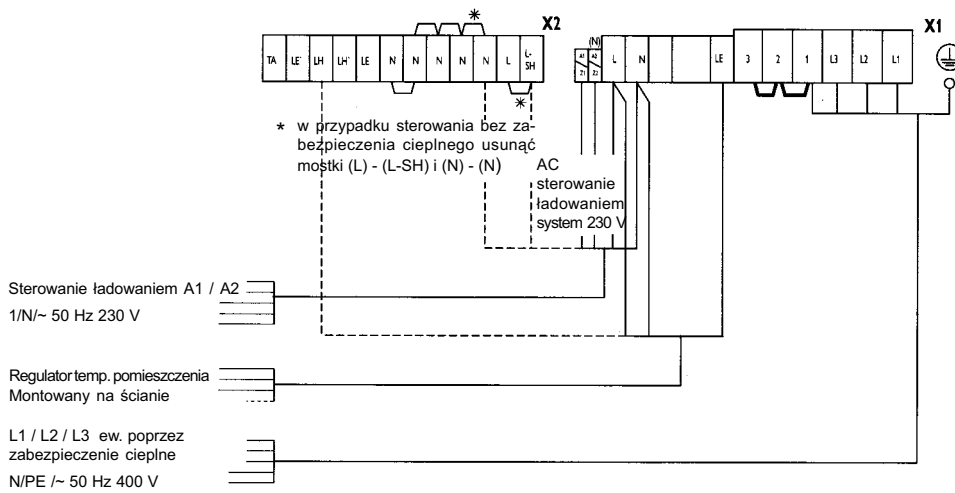 X2
TA LE' LH LH' LE N N N N N L L-SH
*
*
* w przypadku sterowania bez za-
bezpieczenia cieplnego usunąć
mostki (L) - (L-SH) i (N) - (N)
X1
(N)
A1 A2 L N LE 3 2 1 L3 L2 L1
Z1 Z2
AC
sterowanie
ładowaniem
system 230 V
Sterowanie ładowaniem A1 / A2
1/N/~ 50 Hz 230 V
Regulator temp. pomieszczenia
Montowany na ścianie
L1 / L2 / L3 ew. poprzez
zabezpieczenie cieplne
N/PE /~ 50 Hz 400 V